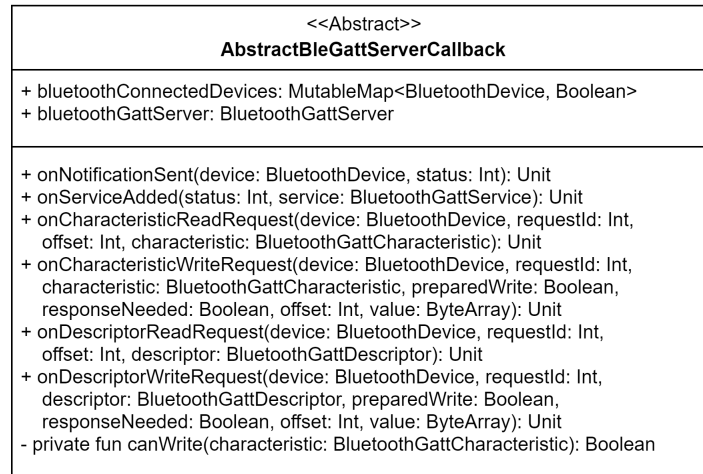 <<Abstract>>
AbstractBleGattServerCallback
+ bluetoothConnectedDevices: MutableMap<BluetoothDevice, Boolean>
+ bluetoothGattServer: BluetoothGattServer
+ onNotificationSent(device: BluetoothDevice, status: Int): Unit
+ onServiceAdded(status: Int, service: BluetoothGattService): Unit
+ onCharacteristicReadRequest(device: BluetoothDevice, requestId: Int,
offset: Int, characteristic: BluetoothGattCharacteristic): Unit
+ onCharacteristicWriteRequest(device: BluetoothDevice, requestId: Int,
characteristic: BluetoothGattCharacteristic, preparedWrite: Boolean,
responseNeeded: Boolean, offset: Int, value: ByteArray): Unit
+ onDescriptorReadRequest(device: BluetoothDevice, requestId: Int,
offset: Int, descriptor: BluetoothGattDescriptor): Unit
+ onDescriptorWriteRequest(device: BluetoothDevice, requestId: Int,
descriptor: BluetoothGattDescriptor, preparedWrite: Boolean,
responseNeeded: Boolean, offset: Int, value: ByteArray): Unit
- private fun canWrite(characteristic: BluetoothGattCharacteristic): Boolean